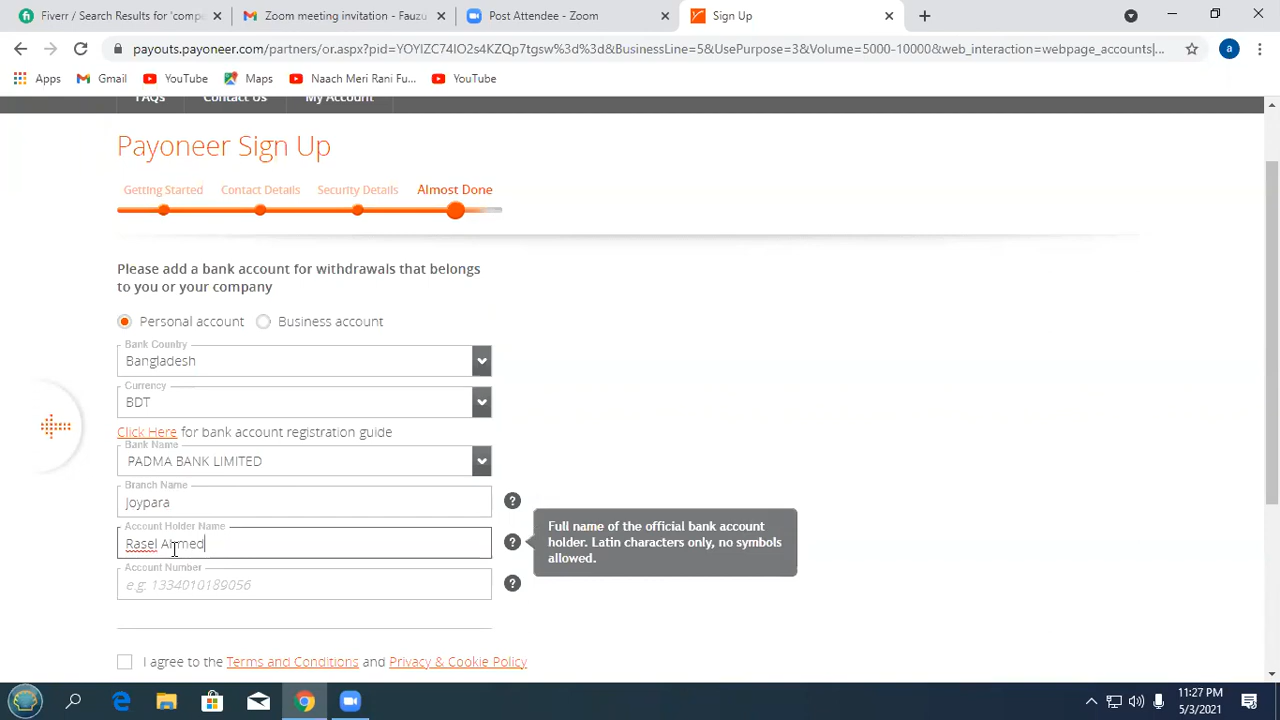 Fiverr / Search for 'compo
Zoom meeting invitation - Fauzi
Post Attendee - Zoom
Sign Up
payouts.payoneer.com/partners/or.aspx?pid=YOYIZC74IO2s4KZQp7tgsw%3d%3d&BusinessLine=5&UsePurpose=3&Volume=5000-10000&web_interaction=webpage_accounts|...
a
Apps
Gmail
YouTube
Maps
Naach Meri Rani Fu...
YouTube
FAQs
Contact Us
My Account
Payoneer Sign Up
Getting Started
Contact Details
Security Details
Almost Done
Please add a bank account for withdrawals that belongs
to you or your company
Personal account
Business account
Bank Country
Bangladesh
Currency
BDT
Click Here for bank account registration guide
Bank Name
PADMA BANK LIMITED
Branch Name
Joypara
?
Account Holder Name
Rasel Ahmed
?
Full name of the official bank account
holder. Latin characters only, no symbols
allowed.
Account Number
e.g. 1334010189056
?
I agree to the Terms and Conditions and Privacy & Cookie Policy
11:27 PM
5/3/2021